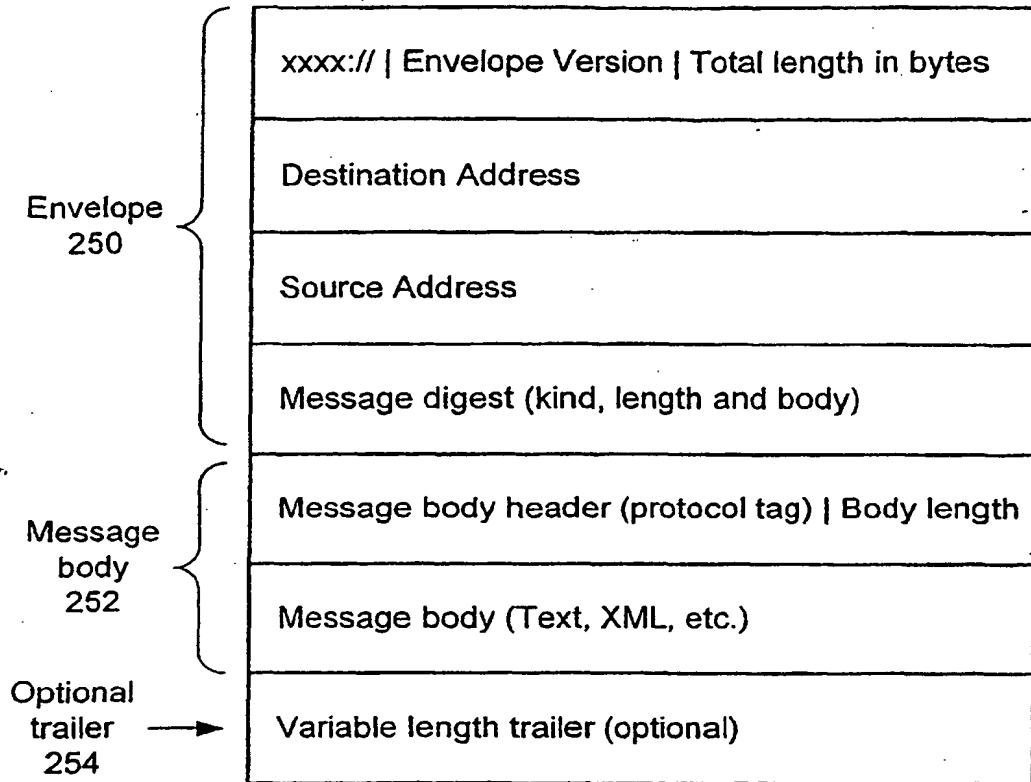 xxxx:// | Envelope Version | Total length in bytes
Destination Address
Envelope
250
Source Address
Message digest (kind, length and body)
Message body header (protocol tag) | Body length
Message
body
252
Message body (Text, XML, etc.)
Optional
trailer
254
Variable length trailer (optional)